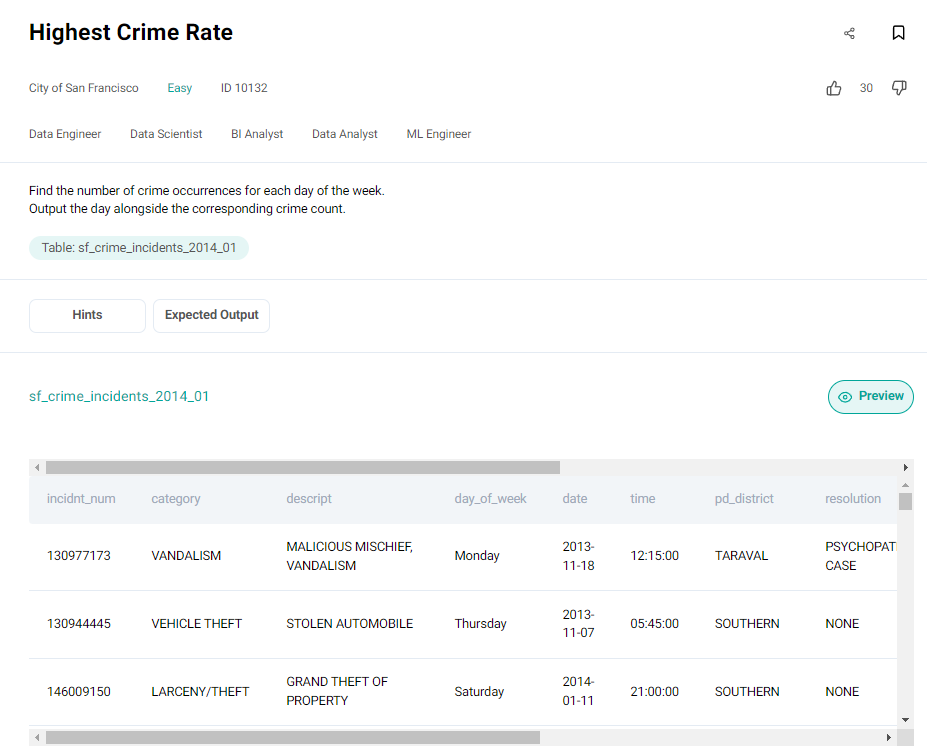 Highest Crime Rate
City of San Francisco Easy ID 10132 30
Data Engineer Data Scientist BI Analyst Data Analyst ML Engineer
Find the number of crime occurrences for each day of the week.
Output the day alongside the corresponding crime count.
Table: sf_crime_incidents_2014_01
Hints Expected Output
sf_crime_incidents_2014_01 Preview
incidnt_num category descript day_of_week date time pd_district resolution
130977173 VANDALISM MALICIOUS MISCHIEF, VANDALISM Monday 2013-11-18 12:15:00 TARAVAL PSYCHOPAT CASE
130944445 VEHICLE THEFT STOLEN AUTOMOBILE Thursday 2013-11-07 05:45:00 SOUTHERN NONE
146009150 LARCENY/THEFT GRAND THEFT OF PROPERTY Saturday 2014-01-11 21:00:00 SOUTHERN NONE